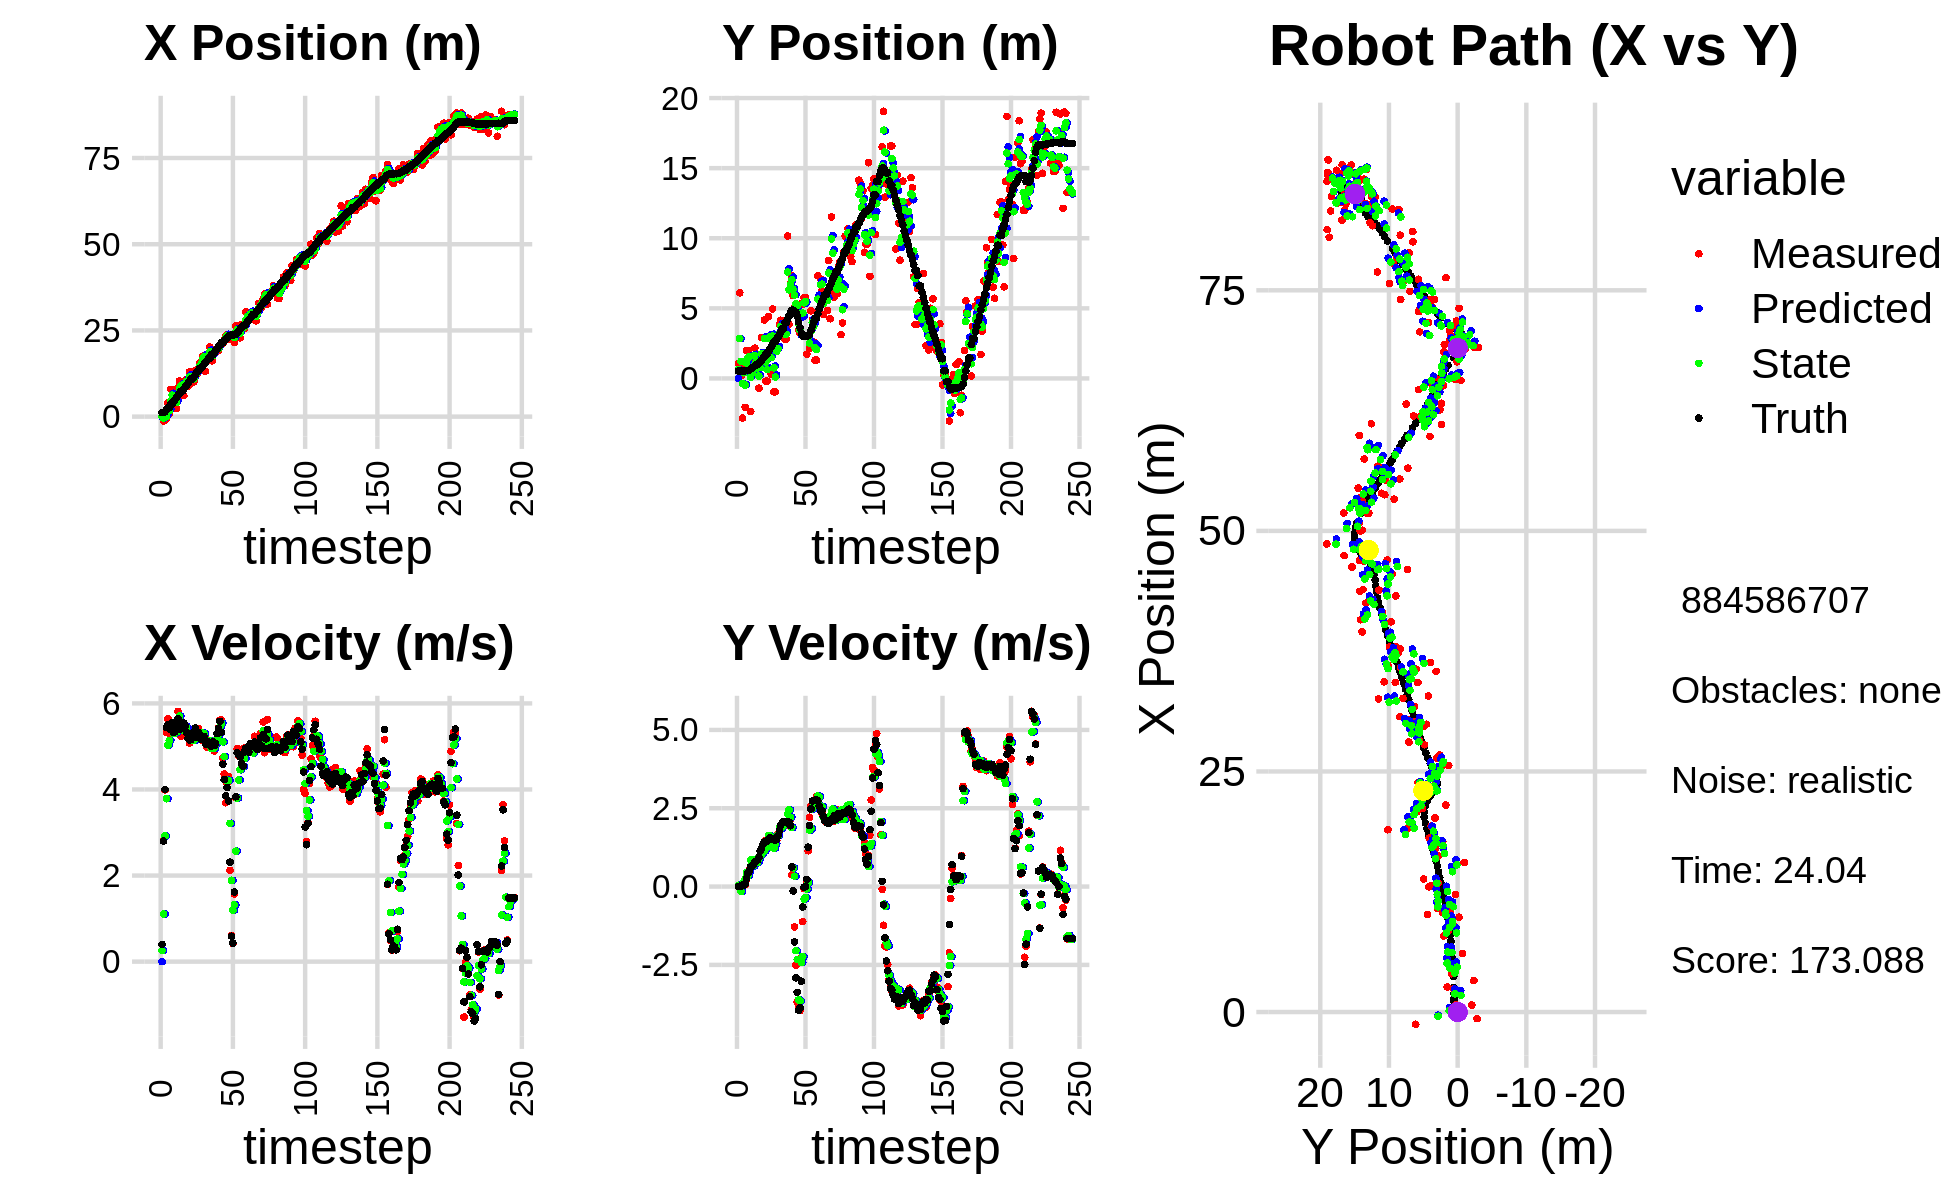 X Position (m)
75
50
25
0
0 50 100 150 200 250
timestep
Y Position (m)
20
15
10
5
0
0 50 100 150 200 250
timestep
X Velocity (m/s)
6
4
2
0
0 50 100 150 200 250
timestep
Y Velocity (m/s)
5.0
2.5
0.0
-2.5
0 50 100 150 200 250
timestep
Robot Path (X vs Y)
X Position (m)
75
50
25
0
20 10 0 -10 -20
Y Position (m)
variable
Measured
Predicted
State
Truth
884586707
Obstacles: none
Noise: realistic
Time: 24.04
Score: 173.088